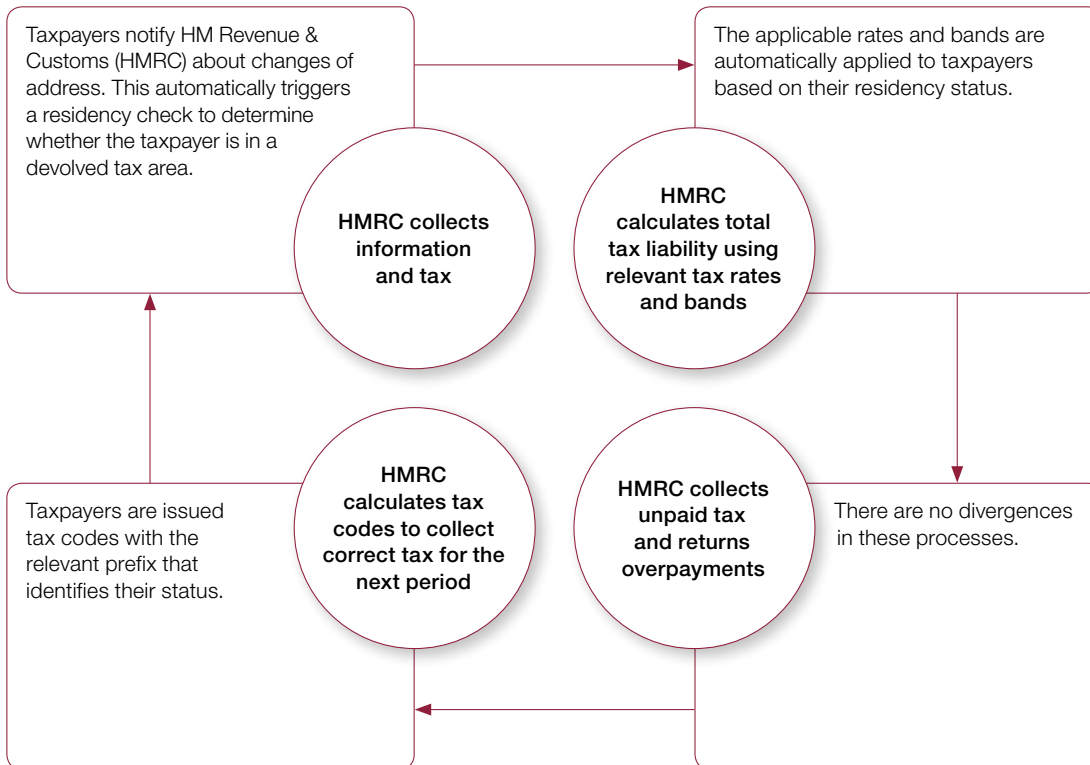 Taxpayers notify HM Revenue &
Customs (HMRC) about changes of
address. This automatically triggers
a residency check to determine
whether the taxpayer is in a
devolved tax area.
HMRC collects
information
and tax
The applicable rates and bands are
automatically applied to taxpayers
based on their residency status.
HMRC
calculates total
tax liability using
relevant tax rates
and bands
There are no divergences
in these processes.
HMRC collects
unpaid tax
and returns
overpayments
Taxpayers are issued
tax codes with the
relevant prefix that
identifies their status.
HMRC
calculates tax
codes to collect
correct tax for the
next period